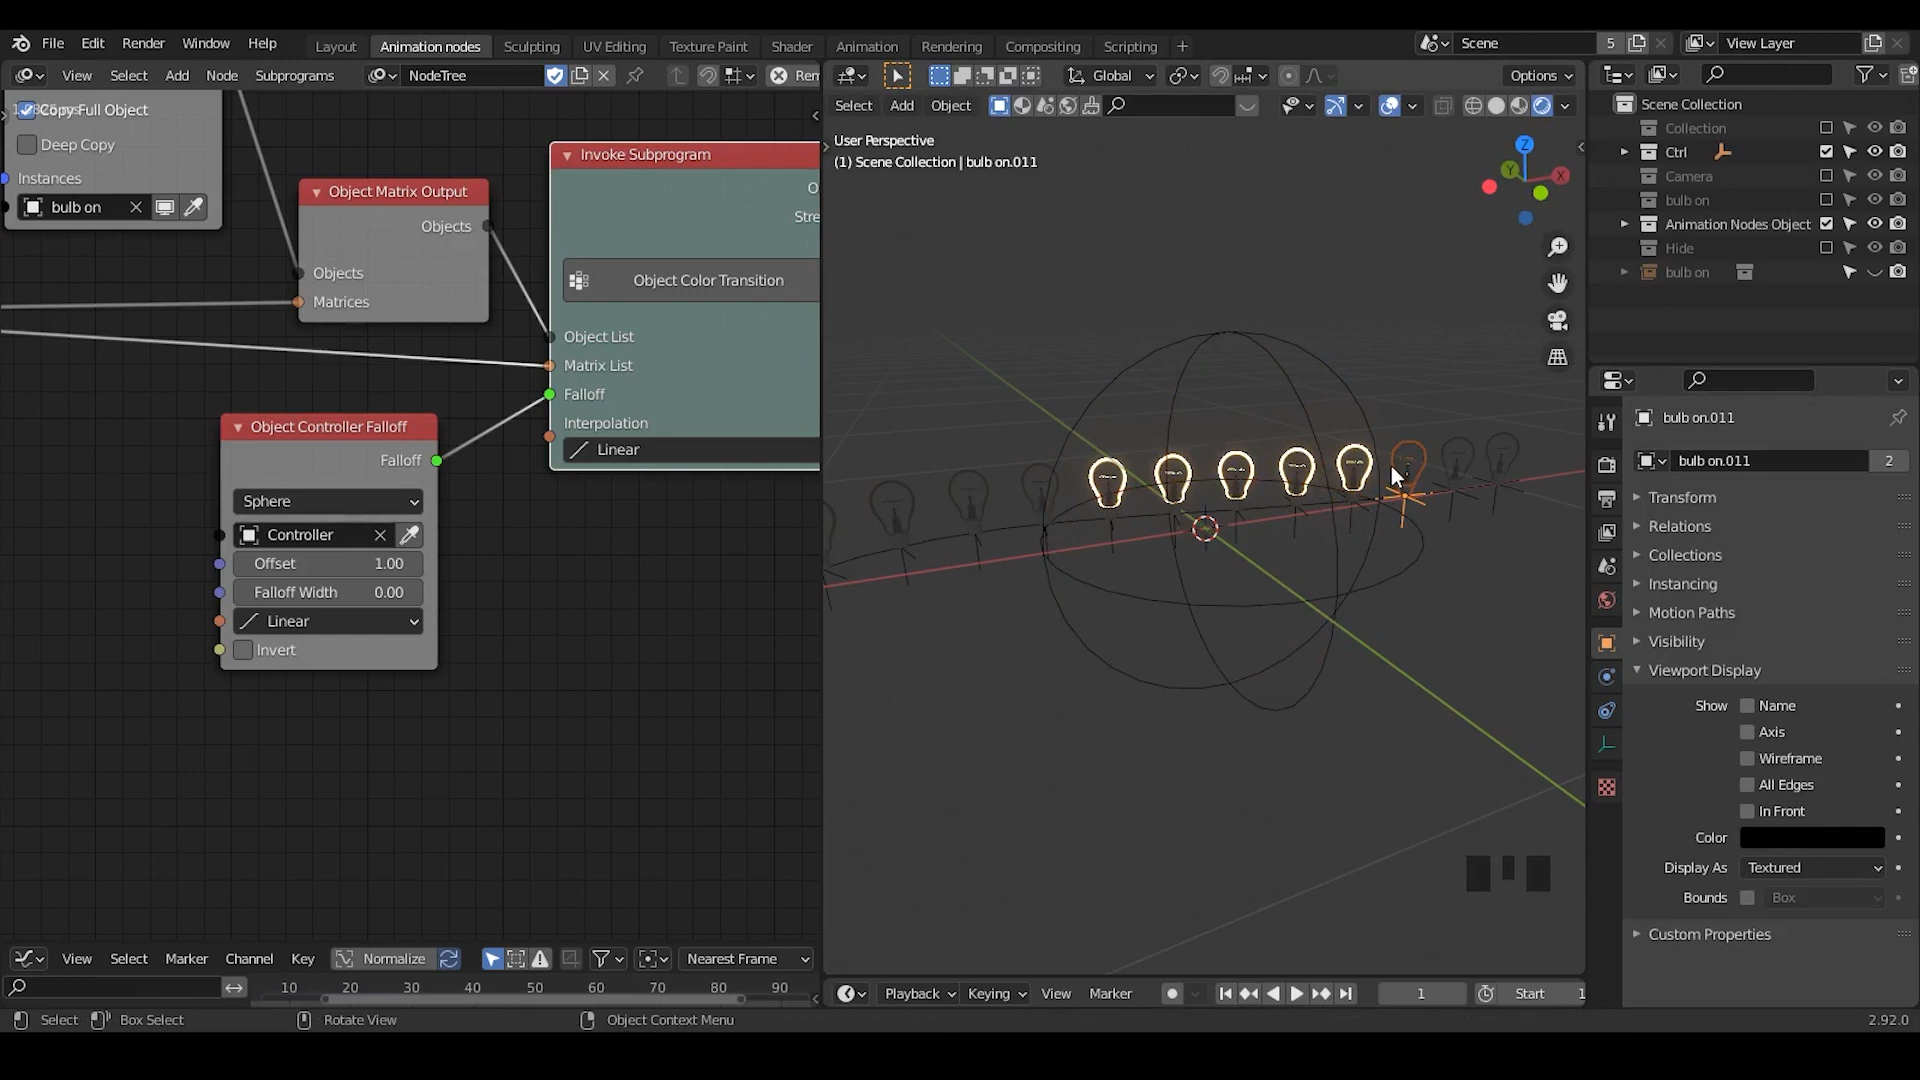 File Edit Render Window Help
Layout Animation nodes Sculpting UV Editing Texture Paint Shader Animation Rendering Compositing Scripting +
Scene 5 View Layer
View Select Add Node Subprograms NodeTree Rem
Global Options
Select Add Object
Copy Full Object
Deep Copy
Instances
bulb on
Object Matrix Output
Objects
Objects
Matrices
Invoke Subprogram
O
Stre
Object Color Transition
Object List
Matrix List
Falloff
Interpolation
Linear
Object Controller Falloff
Falloff
Sphere
Controller
Offset 1.00
Falloff Width 0.00
Linear
Invert
User Perspective
(1) Scene Collection | bulb on.011
Z
Y
X
Scene Collection
Collection
Ctrl
Camera
bulb on
Animation Nodes Object
Hide
bulb on
bulb on.011
bulb on.011 2
Transform
Relations
Collections
Instancing
Motion Paths
Visibility
Viewport Display
Show Name
Axis
Wireframe
All Edges
In Front
Color
Display As Textured
Bounds Box
Custom Properties
View Select Marker Channel Key Normalize Nearest Frame
10 20 30 40 50 60 70 80 90
Playback Keying View Marker 1 Start 1
Select Box Select Rotate View Object Context Menu 2.92.0